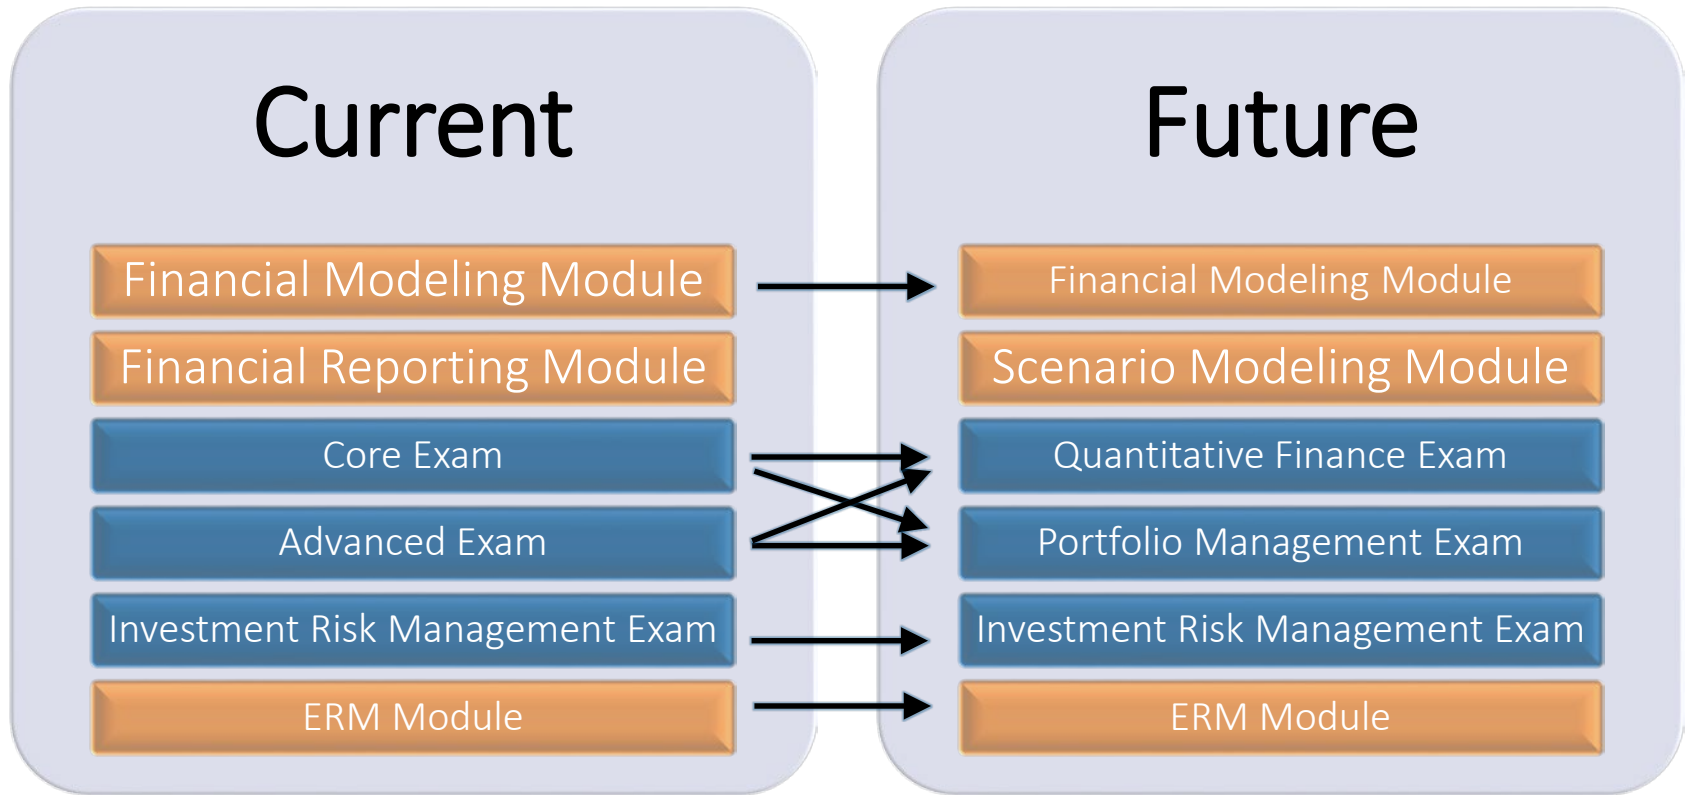 Current
Financial Modeling Module
Financial Reporting Module
Core Exam
Advanced Exam
Investment Risk Management Exam
ERM Module
Future
Financial Modeling Module
Scenario Modeling Module
Quantitative Finance Exam
Portfolio Management Exam
Investment Risk Management Exam
ERM Module